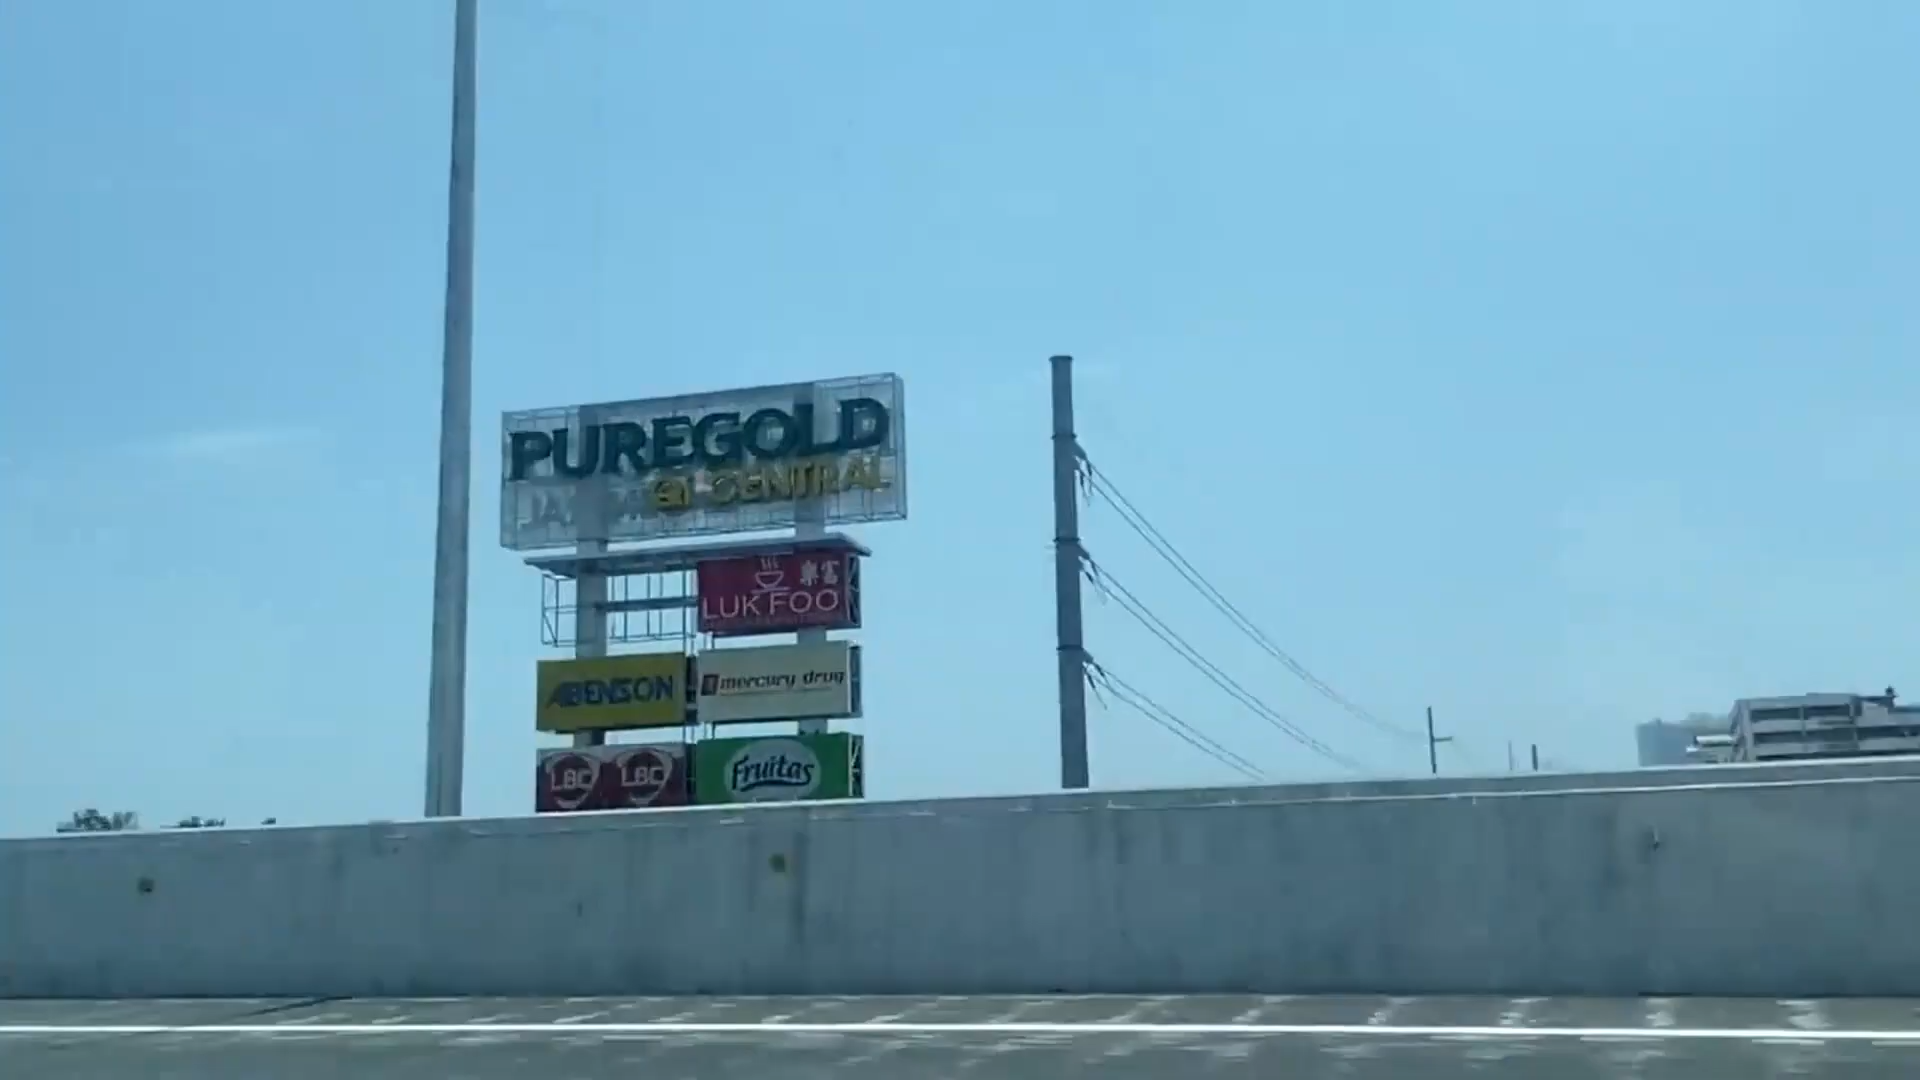 PUREGOLD
CENTRAL
樂富
LUK FOO
ABENSON
mercury drug
LBC LBC
Fruitas